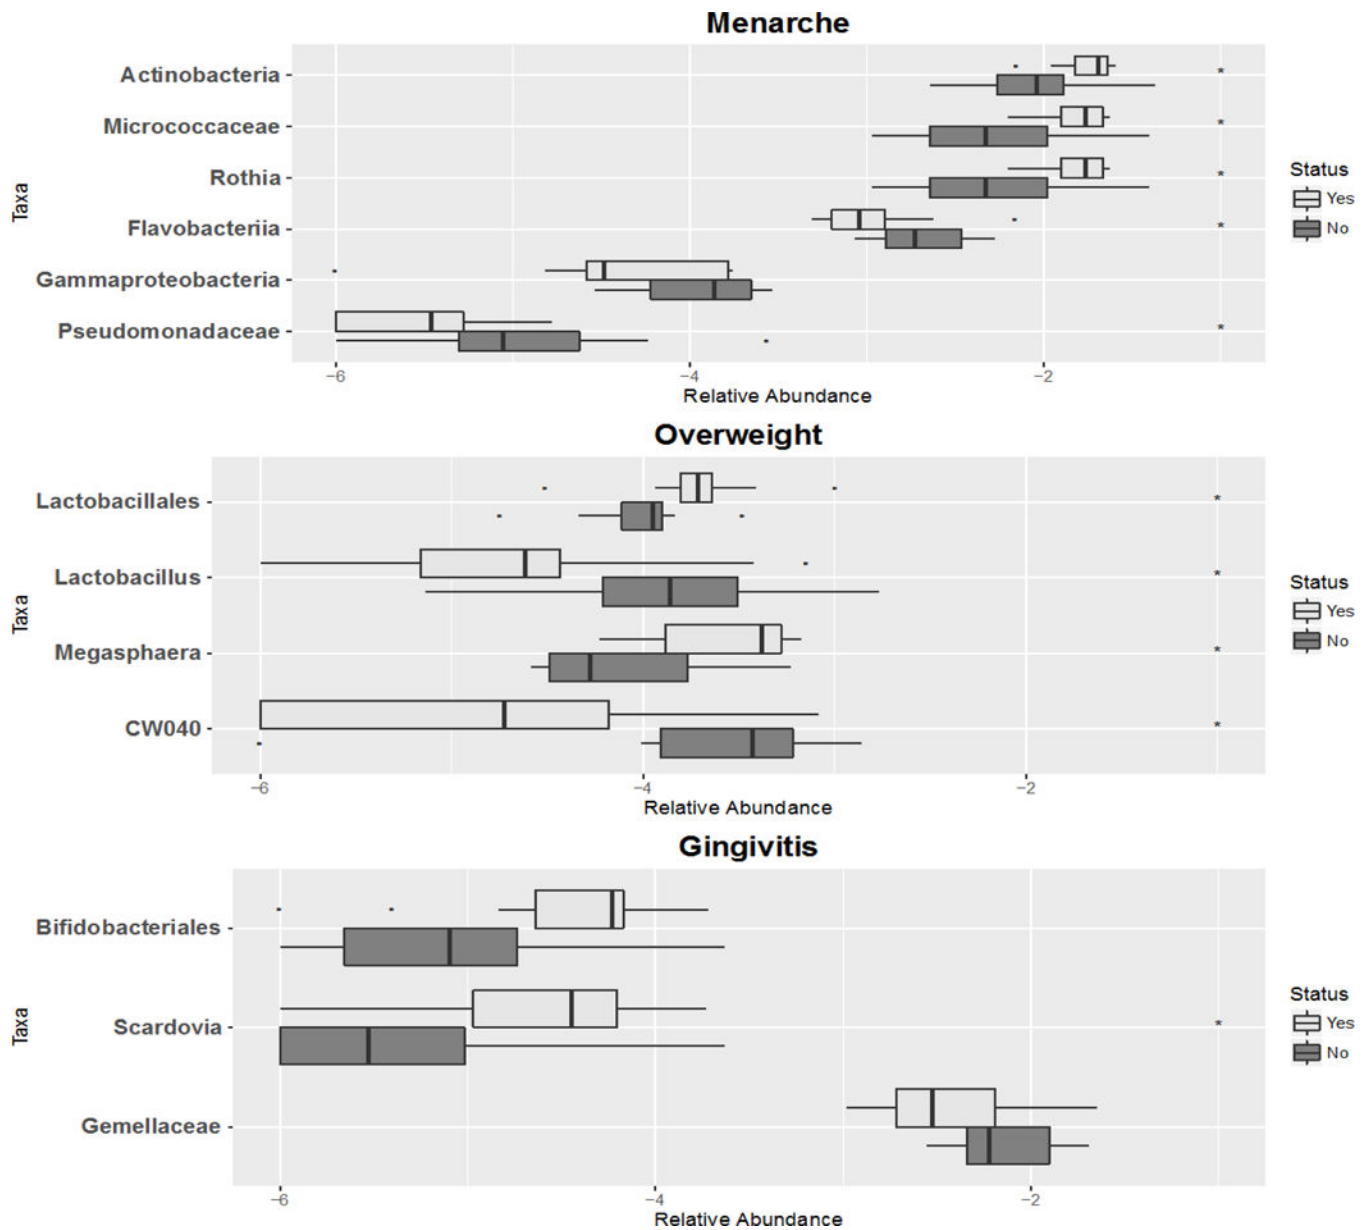 Menarche
Actinobacteria
*
Micrococcaceae
*
Rothia
*
Flavobacteriia
*
Gammaproteobacteria
Pseudomonadaceae
*
Taxa
−6
−4
−2
Relative Abundance
Status
Yes
No
Overweight
Lactobacillales
*
Lactobacillus
*
Megasphaera
*
CW040
*
Taxa
−6
−4
−2
Relative Abundance
Status
Yes
No
Gingivitis
Bifidobacteriales
Scardovia
*
Gemellaceae
Taxa
−6
−4
−2
Relative Abundance
Status
Yes
No